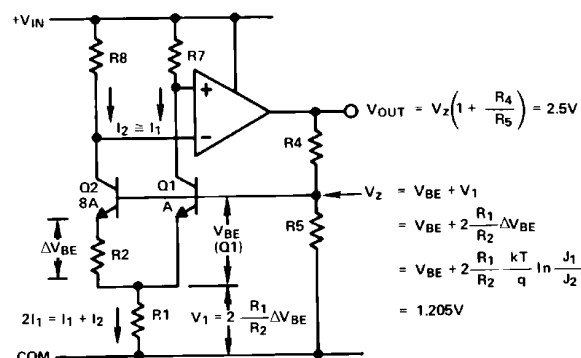 +VIN
R8
R7
I2 ≅ I1
+
−
VOUT = VZ(1 + R4/R5) = 2.5V
R4
Q2
8A
Q1
A
VZ = VBE + V1
= VBE + 2 R1/R2 ΔVBE
= VBE + 2 R1/R2 kT/q ln J1/J2
= 1.205V
ΔVBE
R2
VBE
(Q1)
R5
2I1 = I1 + I2
R1
V1 = 2 R1/R2 ΔVBE
COM